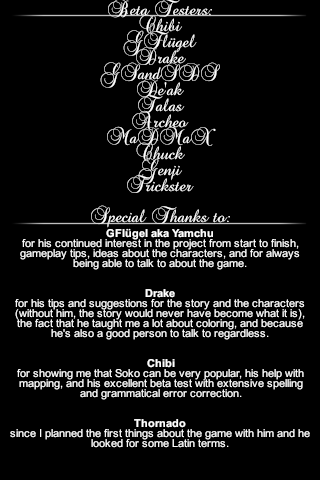 Beta Testers:
Chibi
GFlügel
Drake
GSandSDS
De'ak
Talas
Archeo
MaDMaX
Chuck
Genji
Trickster
Special Thanks to:
GFlügel aka Yamchu
for his continued interest in the project from start to finish,
gameplay tips, ideas about the characters, and for always
being able to talk to about the game.
Drake
for his tips and suggestions for the story and the characters
(without him, the story would never have become what it is),
the fact that he taught me a lot about coloring, and because
he's also a good person to talk to regardless.
Chibi
for showing me that Soko can be very popular, his help with
mapping, and his excellent beta test with extensive spelling
and grammatical error correction.
Thornado
since I planned the first things about the game with him and he
looked for some Latin terms.